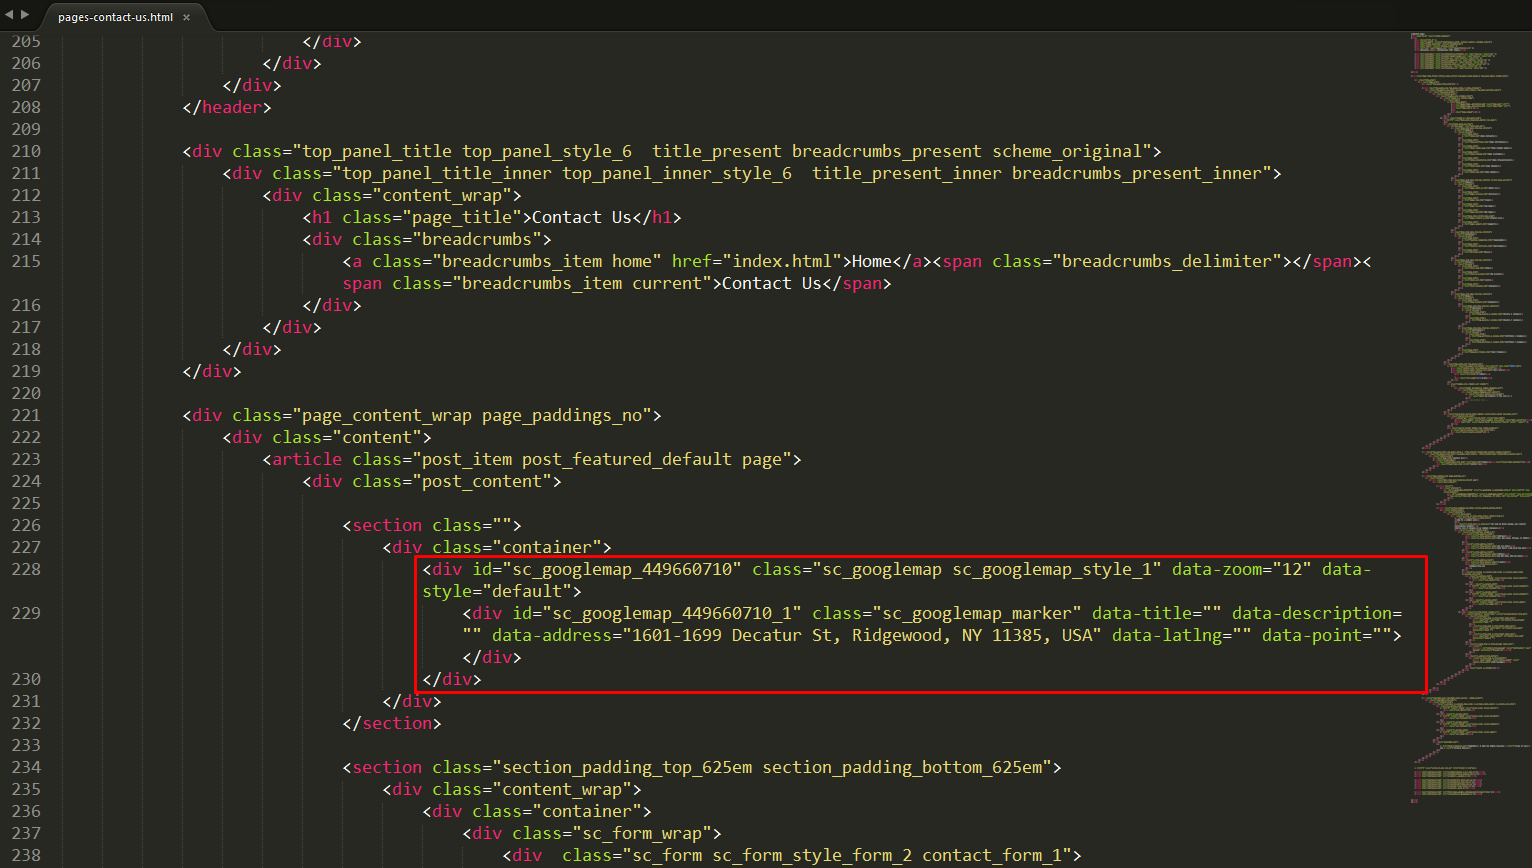 pages-contact-us.html ×
205 </div>
206 </div>
207 </div>
208 </header>
209
210 <div class="top_panel_title top_panel_style_6  title_present breadcrumbs_present scheme_original">
211 <div class="top_panel_title_inner top_panel_inner_style_6  title_present_inner breadcrumbs_present_inner">
212 <div class="content_wrap">
213 <h1 class="page_title">Contact Us</h1>
214 <div class="breadcrumbs">
215 <a class="breadcrumbs_item home" href="index.html">Home</a><span class="breadcrumbs_delimiter"></span><
span class="breadcrumbs_item current">Contact Us</span>
216 </div>
217 </div>
218 </div>
219 </div>
220
221 <div class="page_content_wrap page_paddings_no">
222 <div class="content">
223 <article class="post_item post_featured_default page">
224 <div class="post_content">
225
226 <section class="">
227 <div class="container">
228 <div id="sc_googlemap_449660710" class="sc_googlemap sc_googlemap_style_1" data-zoom="12" data-
style="default">
229 <div id="sc_googlemap_449660710_1" class="sc_googlemap_marker" data-title="" data-description=
"" data-address="1601-1699 Decatur St, Ridgewood, NY 11385, USA" data-latlng="" data-point="">
</div>
230 </div>
231 </div>
232 </section>
233
234 <section class="section_padding_top_625em section_padding_bottom_625em">
235 <div class="content_wrap">
236 <div class="container">
237 <div class="sc_form_wrap">
238 <div  class="sc_form sc_form_style_form_2 contact_form_1">